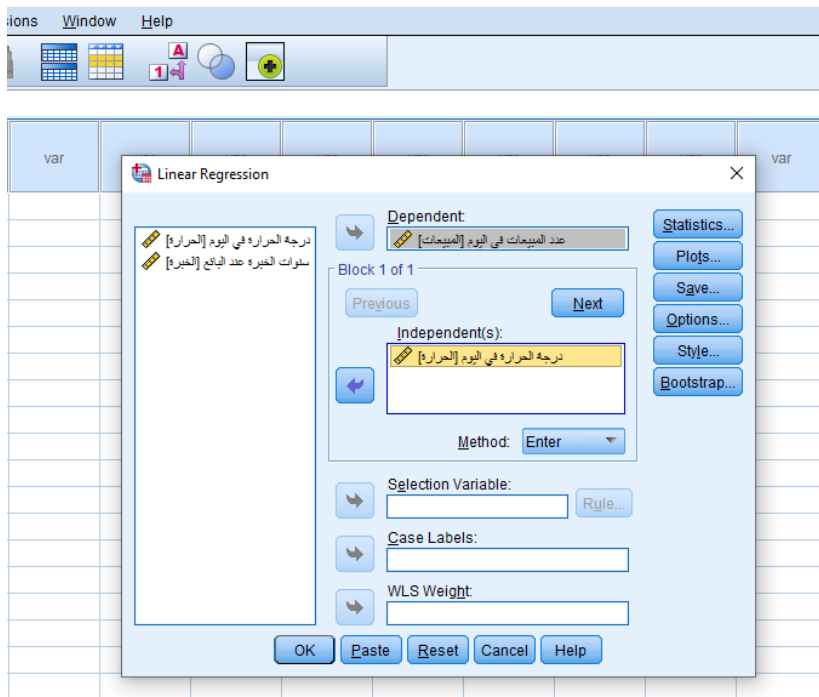 sions Window Help
A
1
var
var
Linear Regression
Dependent:
عدد المبيعات في اليوم [المبيعات]
درجة الحرارة في اليوم [الحرارة]
سنوات الخبرة عند البائع [الخبرة]
Block 1 of 1
Previous
Next
Independent(s):
درجة الحرارة في اليوم [الحرارة]
Method: Enter
Selection Variable:
Rule...
Case Labels:
WLS Weight:
Statistics...
Plots...
Save...
Options...
Style...
Bootstrap...
OK Paste Reset Cancel Help